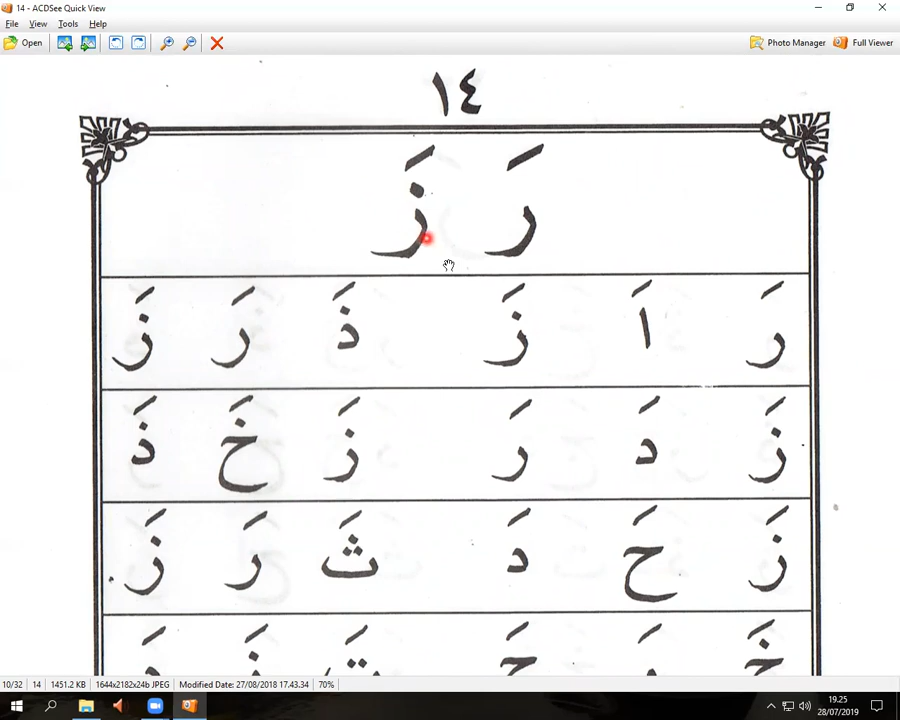 14 - ACDSee Quick View
File View Tools Help
Open Photo Manager Full Viewer
١٤
رَ زَ
رَ اَ زَ ذَ رَ زَ
زَ دَ رَ زَ خَ ذَ
زَ حَ دَ ثَ رَ زَ
10/32 14 1451.2 KB 1644x2182x24b JPEG Modified Date: 27/08/2018 17.43.34 70%
19.25
28/07/2019